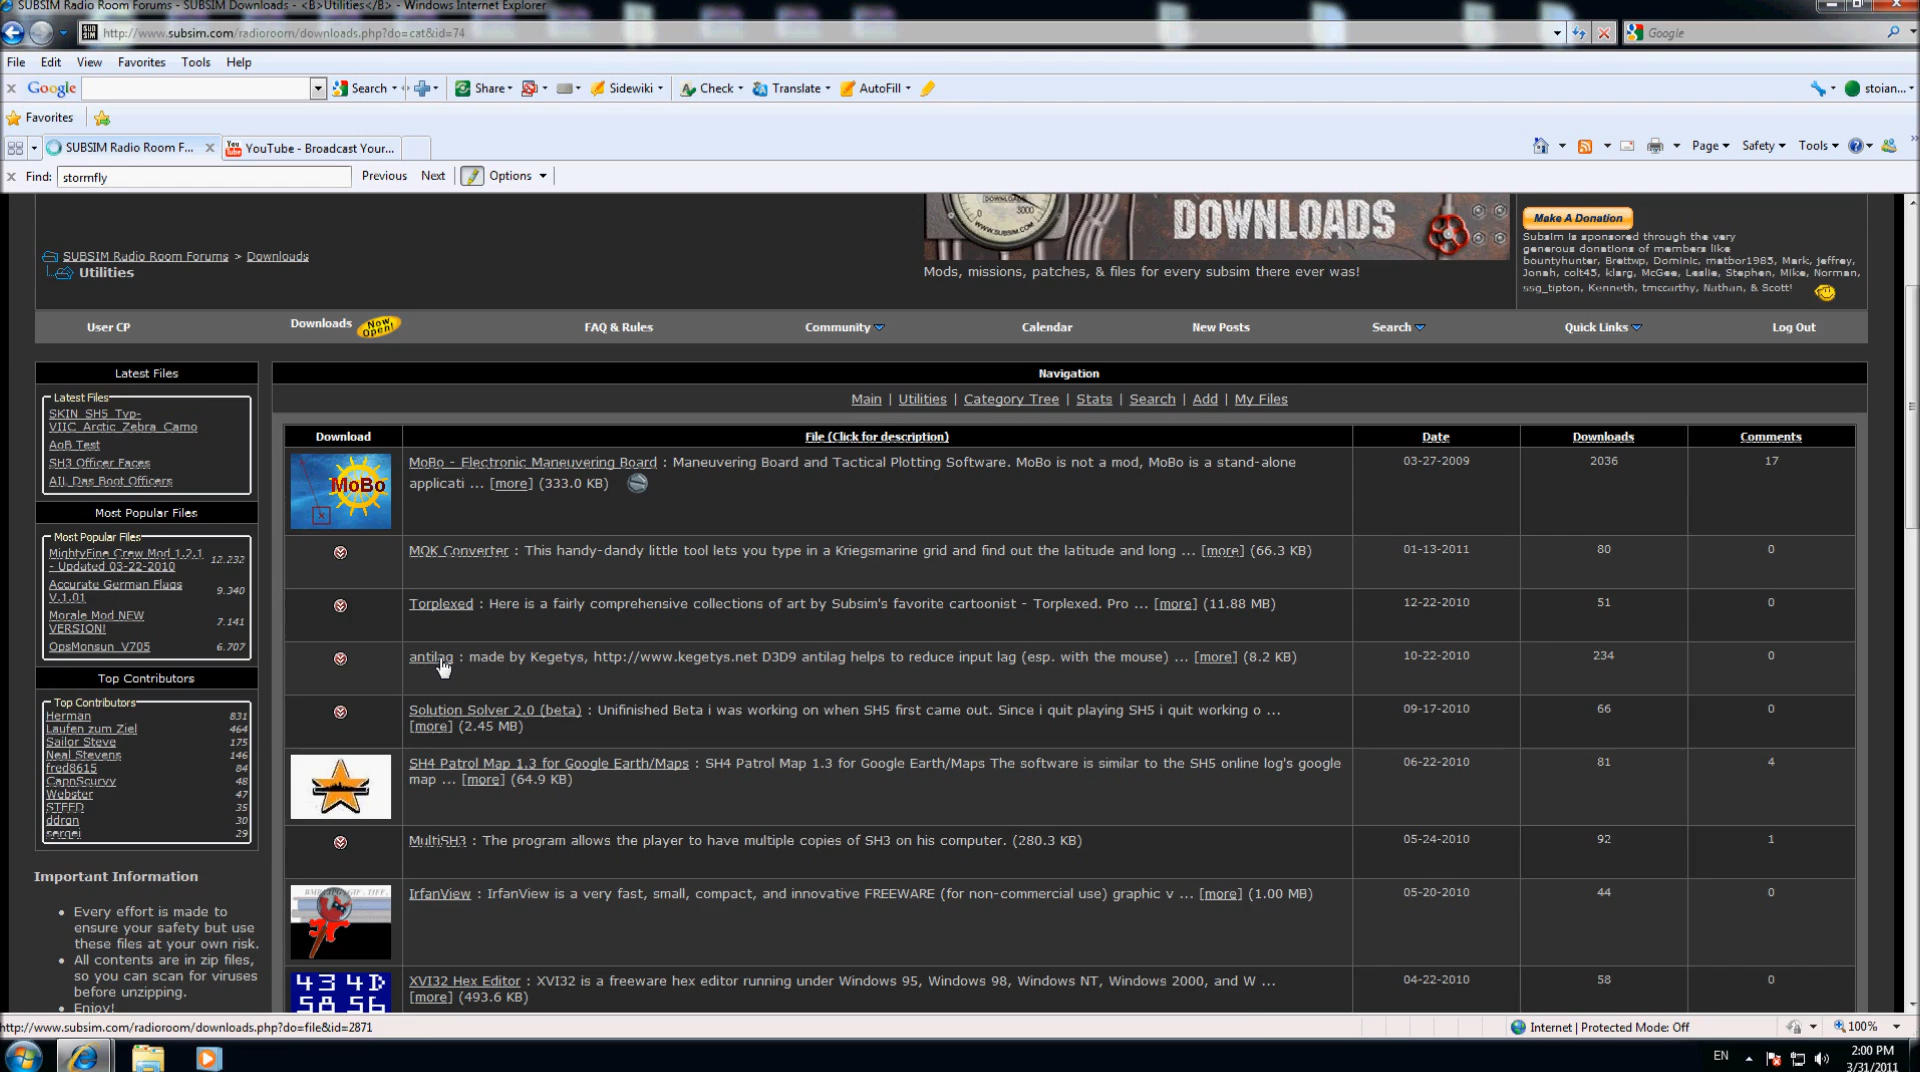 SUBSIM Radio Room Forums - SUBSIM Downloads - <B>Utilities</B> - Windows Internet Explorer
http://www.subsim.com/radioroom/downloads.php?do=cat&id=74
Google
File Edit View Favorites Tools Help
Google Search Share Sidewiki Check Translate AutoFill stoian...
Favorites
SUBSIM Radio Room F... YouTube - Broadcast Your...
Page Safety Tools
Find: stormfly Previous Next Options
DOWNLOADS
DOWNLOADS
3000
WWW.SUBSIM.COM
Mods, missions, patches, & files for every subsim there ever was!
Make A Donation
Subsim is sponsored through the very
generous donations of members like
bountyhunter, Brettwp, Dominic, matbor1985, Mark, jeffrey,
Jonah, colt45, klarg, McGee, Leslie, Stephen, Mike, Norman,
ssg_tipton, Kenneth, tmccarthy, Nathan, & Scott!
SUBSIM Radio Room Forums > Downloads
Utilities
User CP Downloads Now Open! FAQ & Rules Community Calendar New Posts Search Quick Links Log Out
Latest Files
Latest Files
SKIN_SH5_Typ-
VIIC_Arctic_Zebra_Camo
AoB Test
SH3 Officer Faces
AII_Das Boot Officers
Most Popular Files
Most Popular Files
MightyFine Crew Mod 1.2.1
- Updated 03-22-2010 12.232
Accurate German Flags
V.1.01 9.340
Morale Mod NEW
VERSION! 7.141
OpsMonsun_V705 6.707
Top Contributors
Top Contributors
Herman 831
Laufen zum Ziel 464
Sailor Steve 175
Neal Stevens 146
fred8615 84
CapnScurvy 48
Webster 47
STEED 35
ddrgn 30
sergei 29
Important Information
Every effort is made to
ensure your safety but use
these files at your own risk.
All contents are in zip files,
so you can scan for viruses
before unzipping.
Enjoy!
Navigation
Main | Utilities | Category Tree | Stats | Search | Add | My Files
Download File (Click for description) Date Downloads Comments
MoBo
MoBo - Electronic Maneuvering Board : Maneuvering Board and Tactical Plotting Software. MoBo is not a mod, MoBo is a stand-alone 03-27-2009 2036 17
applicati ... [more] (333.0 KB)
MQK Converter : This handy-dandy little tool lets you type in a Kriegsmarine grid and find out the latitude and long ... [more] (66.3 KB) 01-13-2011 80 0
Torplexed : Here is a fairly comprehensive collections of art by Subsim's favorite cartoonist - Torplexed. Pro ... [more] (11.88 MB) 12-22-2010 51 0
antilag : made by Kegetys, http://www.kegetys.net D3D9 antilag helps to reduce input lag (esp. with the mouse) ... [more] (8.2 KB) 10-22-2010 234 0
Solution Solver 2.0 (beta) : Unifinished Beta i was working on when SH5 first came out. Since i quit playing SH5 i quit working o ... 09-17-2010 66 0
[more] (2.45 MB)
SH4 Patrol Map 1.3 for Google Earth/Maps : SH4 Patrol Map 1.3 for Google Earth/Maps The software is similar to the SH5 online log's google 06-22-2010 81 4
map ... [more] (64.9 KB)
MultiSH3 : The program allows the player to have multiple copies of SH3 on his computer. (280.3 KB) 05-24-2010 92 1
IrfanView : IrfanView is a very fast, small, compact, and innovative FREEWARE (for non-commercial use) graphic v ... [more] (1.00 MB) 05-20-2010 44 0
43 4D
58 56
XVI32 Hex Editor : XVI32 is a freeware hex editor running under Windows 95, Windows 98, Windows NT, Windows 2000, and W ... 04-22-2010 58 0
[more] (493.6 KB)
http://www.subsim.com/radioroom/downloads.php?do=file&id=2871 Internet | Protected Mode: Off 100%
EN 2:00 PM
3/31/2011